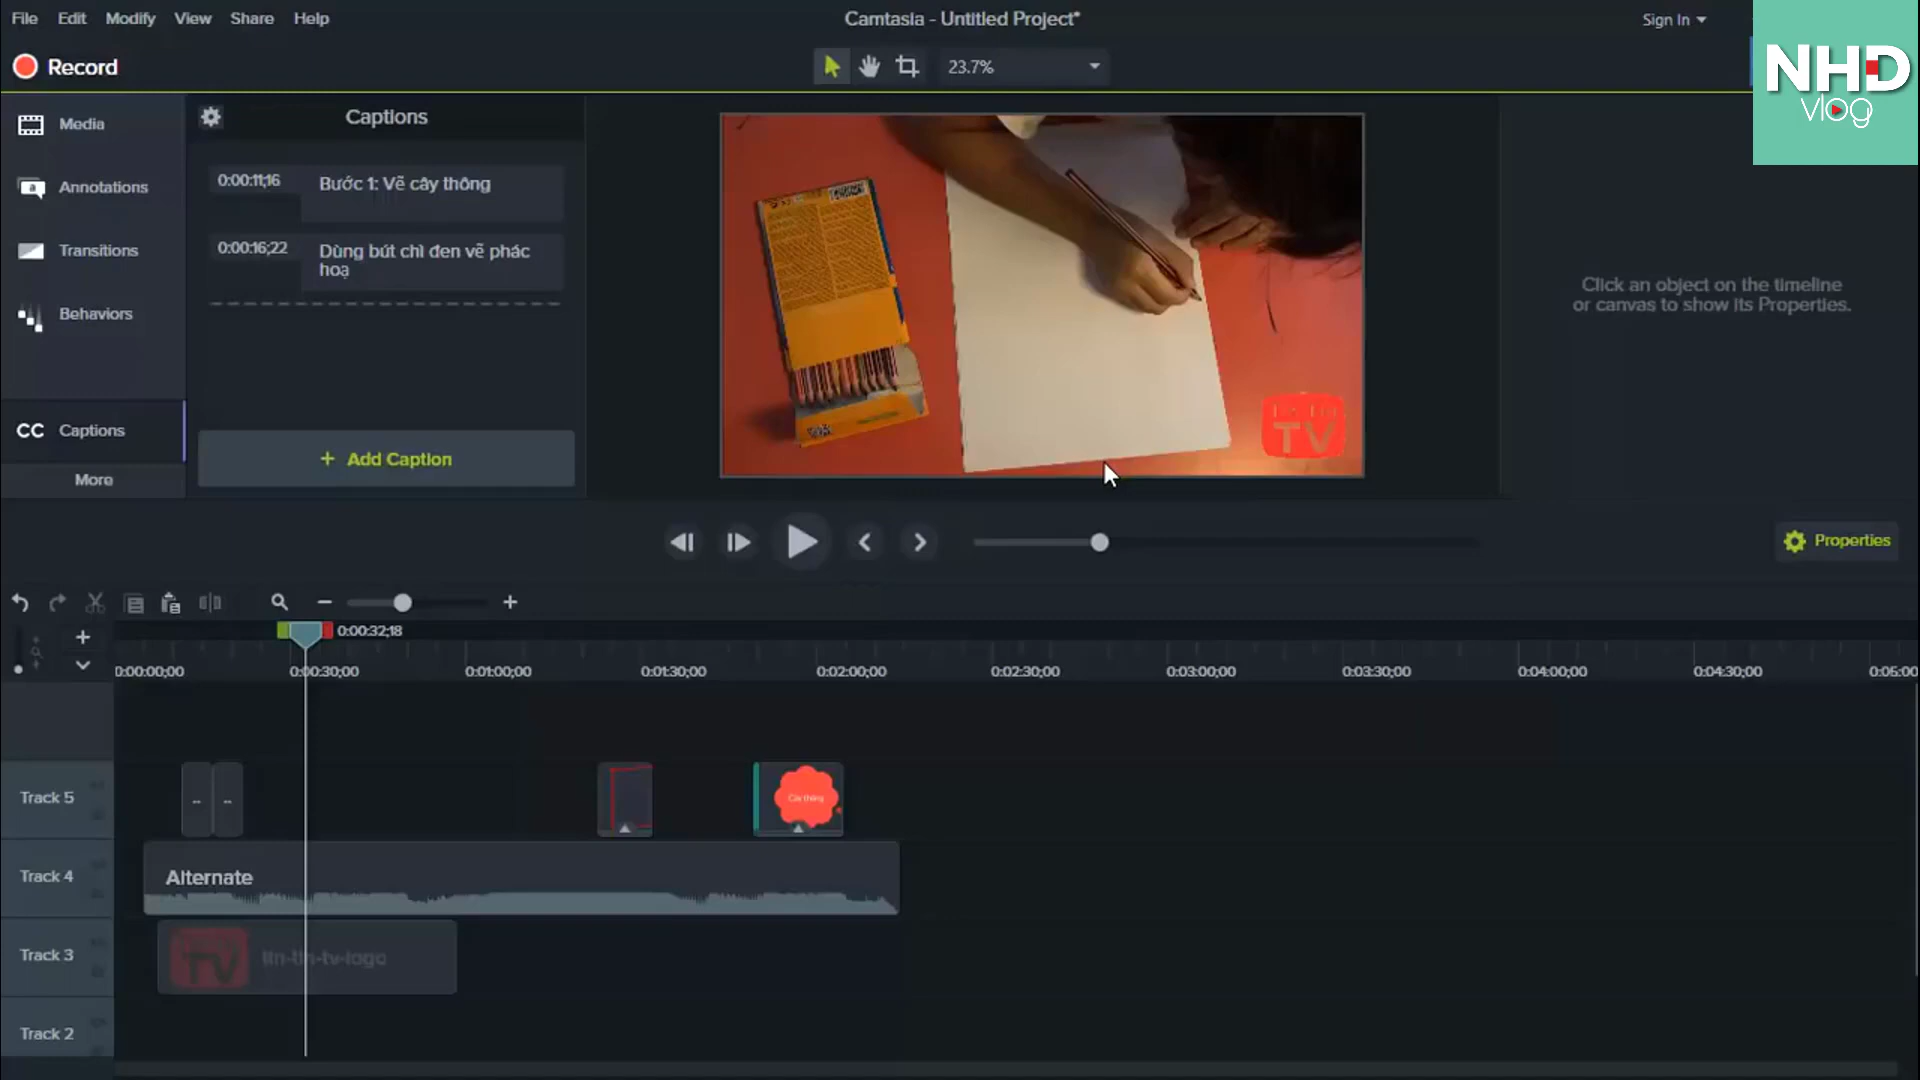 File Edit Modify View Share Help
Camtasia - Untitled Project*
Sign In
NHD
vlog
Record
23.7%
Media
Annotations
Transitions
Behaviors
CC Captions
More
Captions
0:00:11;16 Bước 1: Vẽ cây thông
0:00:16;22 Dùng bút chì đen vẽ phác
hoạ
+ Add Caption
TV
Click an object on the timeline
or canvas to show its Properties.
Properties
0:00:32;18
0:00:00;00 0:00:30;00 0:01:00;00 0:01:30;00 0:02:00;00 0:02:30;00 0:03:00;00 0:03:30;00 0:04:00;00 0:04:30;00 0:05:00
Track 5
Cây thông
Track 4
Alternate
Track 3
TV tin-tin-tv-logo
Track 2